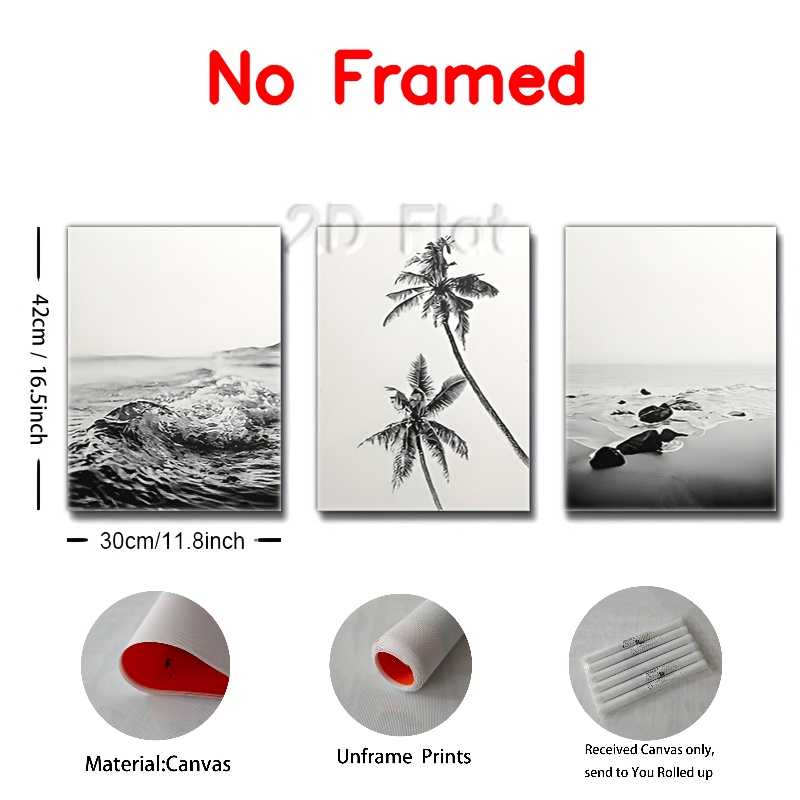 No Framed
2D Flat
42cm / 16.5inch
30cm/11.8inch
Material:Canvas
Unframe Prints
Received Canvas only,
send to You Rolled up